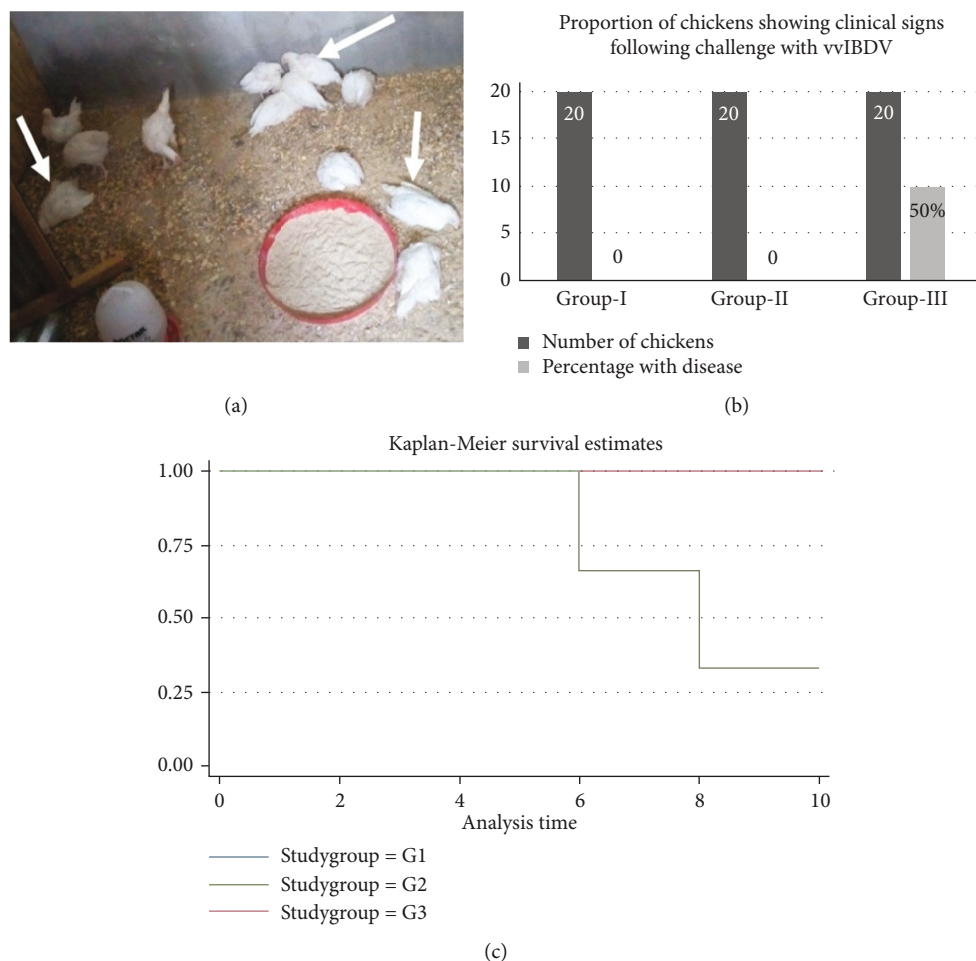 (a)
Proportion of chickens showing clinical signs
following challenge with vvIBDV
20
15
10
5
0
20
0
20
0
20
50%
Group-I
Group-II
Group-III
Number of chickens
Percentage with disease
(b)
Kaplan-Meier survival estimates
1.00
0.75
0.50
0.25
0.00
0 2 4 6 8 10
Analysis time
Studygroup = G1
Studygroup = G2
Studygroup = G3
(c)